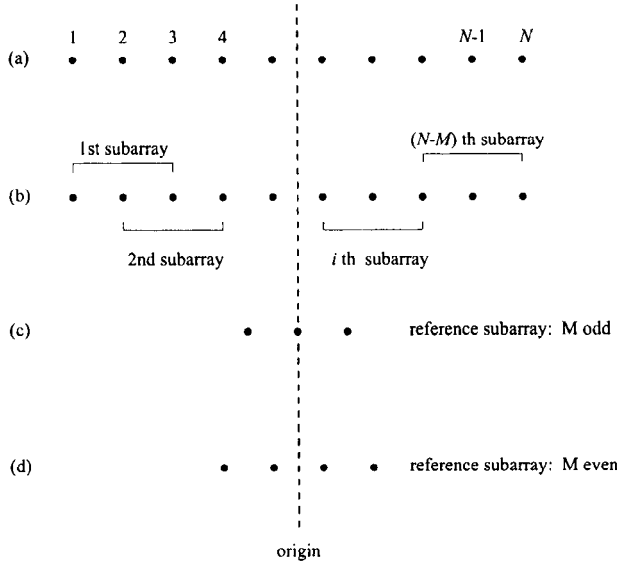 1 2 3 4 N-1 N
(a)
1st subarray (N-M) th subarray
(b)
2nd subarray i th subarray
(c) reference subarray: M odd
(d) reference subarray: M even
origin